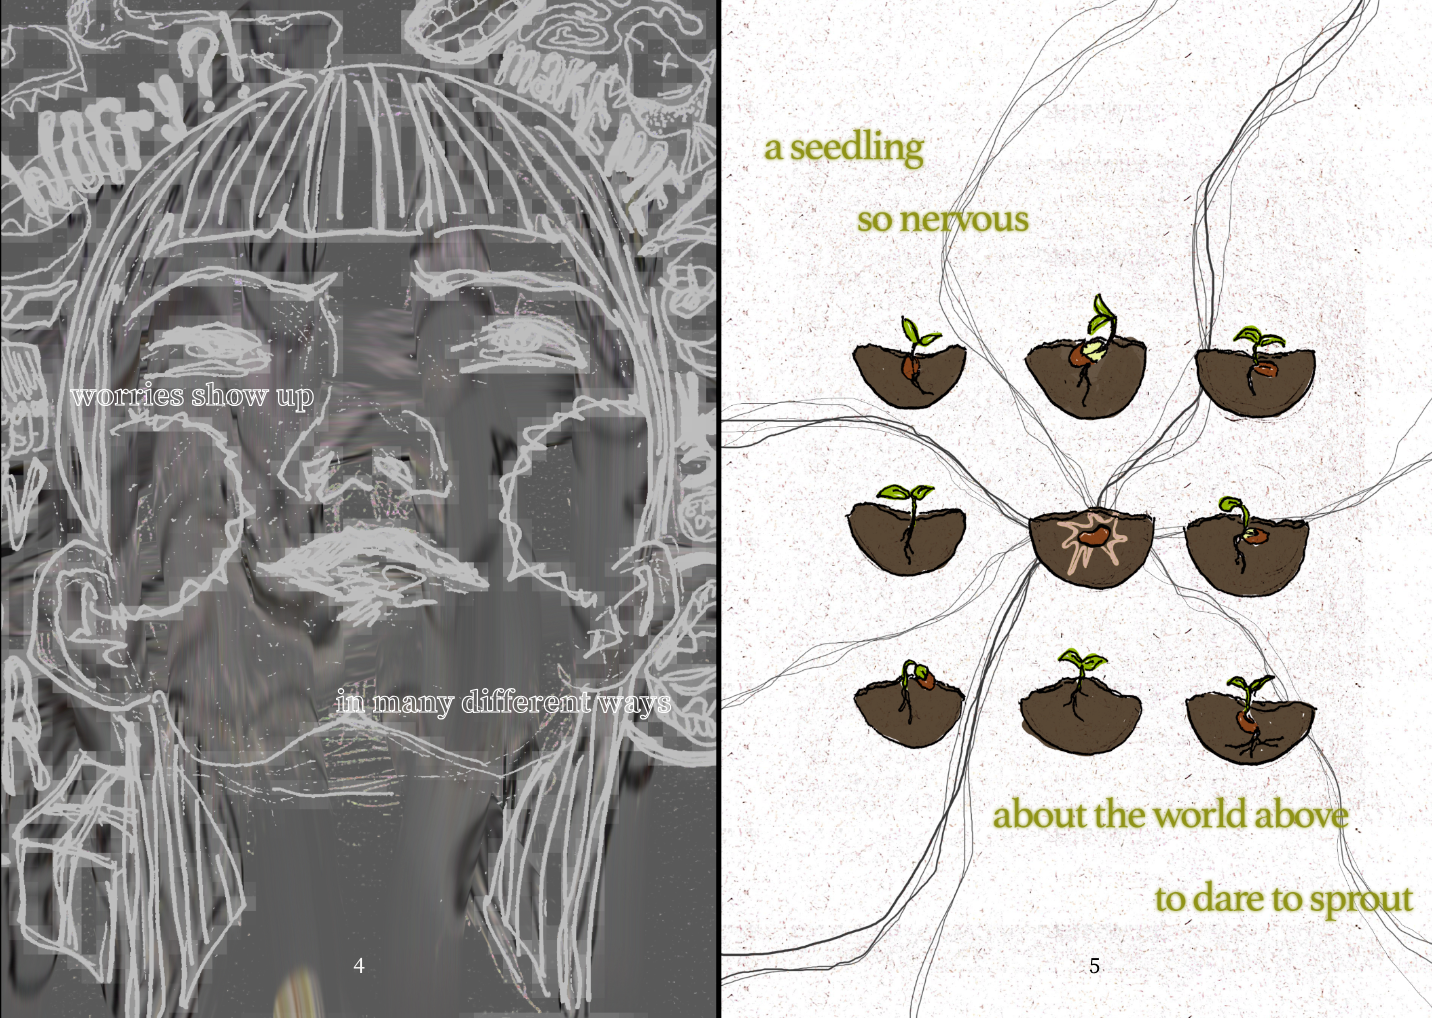 worry?!
worries show up
in many different ways
4
a seedling
so nervous
about the world above
to dare to sprout
5